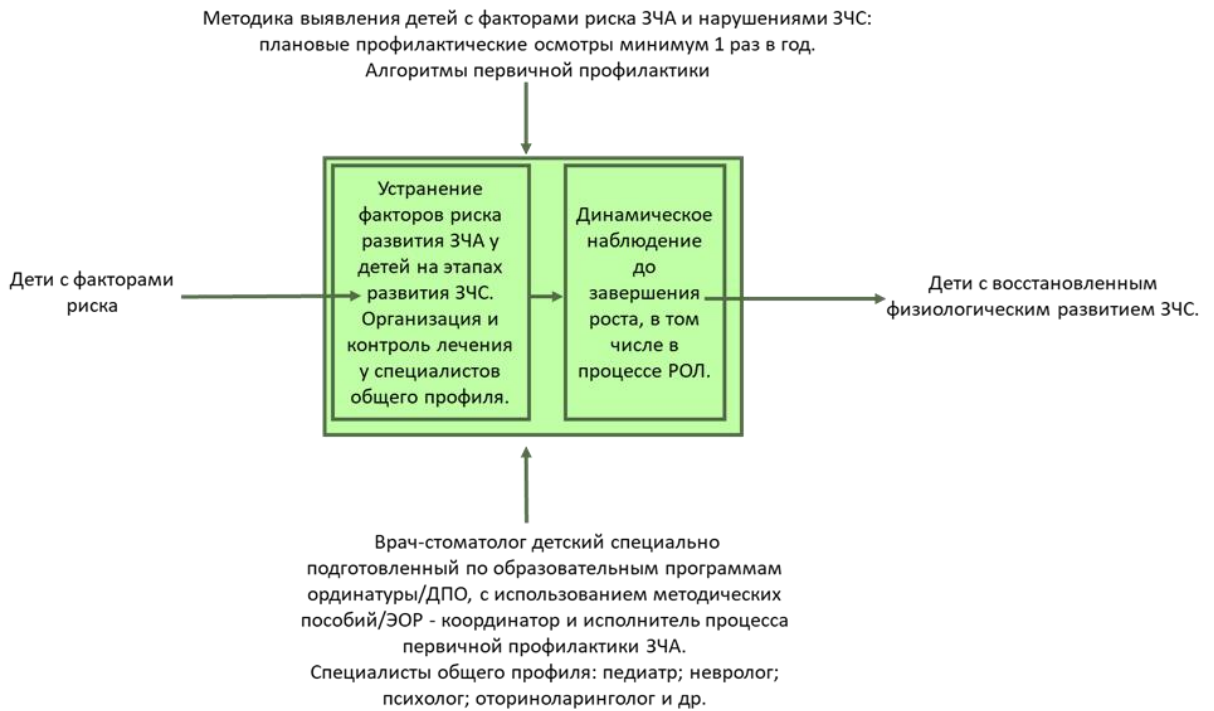 Методика выявления детей с факторами риска ЗЧА и нарушениями ЗЧС:
плановые профилактические осмотры минимум 1 раз в год.
Алгоритмы первичной профилактики
Дети с факторами
риска
Устранение
факторов риска
развития ЗЧА у
детей на этапах
развития ЗЧС.
Организация и
контроль лечения
у специалистов
общего профиля.
Динамическое
наблюдение
до
завершения
роста, в том
числе в
процессе РОЛ.
Дети с восстановленным
физиологическим развитием ЗЧС.
Врач-стоматолог детский специально
подготовленный по образовательным программам
ординатуры/ДПО, с использованием методических
пособий/ЭОР - координатор и исполнитель процесса
первичной профилактики ЗЧА.
Специалисты общего профиля: педиатр; невролог;
психолог; оториноларинголог и др.